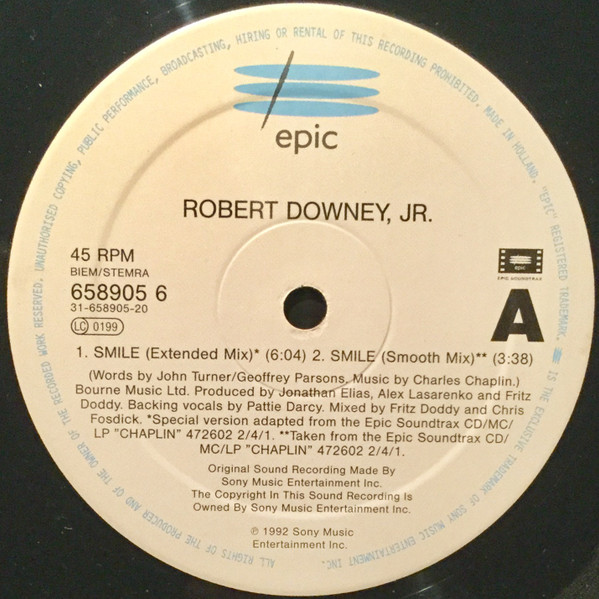 epic
ROBERT DOWNEY, JR.
45 RPM
BIEM/STEMRA
658905 6
31-658905-20
LC 0199
EPIC
EPIC SOUNDTRAX
A
1. SMILE (Extended Mix)* (6:04) 2. SMILE (Smooth Mix)** (3:38)
(Words by John Turner/Geoffrey Parsons. Music by Charles Chaplin.)
Bourne Music Ltd. Produced by Jonathan Elias, Alex Lasarenko and Fritz
Doddy. Backing vocals by Pattie Darcy. Mixed by Fritz Doddy and Chris
Fosdick. *Special version adapted from the Epic Soundtrax CD/MC/
LP "CHAPLIN" 472602 2/4/1. **Taken from the Epic Soundtrax CD/
MC/LP "CHAPLIN" 472602 2/4/1.
Original Sound Recording Made By
Sony Music Entertainment Inc.
The Copyright In This Sound Recording Is
Owned By Sony Music Entertainment Inc.
℗ 1992 Sony Music
Entertainment Inc.
ALL RIGHTS OF THE PRODUCER AND OF THE OWNER OF THE RECORDED WORK RESERVED. UNAUTHORISED COPYING, PUBLIC PERFORMANCE, BROADCASTING, HIRING OR RENTAL OF THIS RECORDING PROHIBITED. MADE IN HOLLAND. "EPIC" REGISTERED TRADEMARK. IS THE EXCLUSIVE TRADEMARK OF SONY MUSIC ENTERTAINMENT INC.